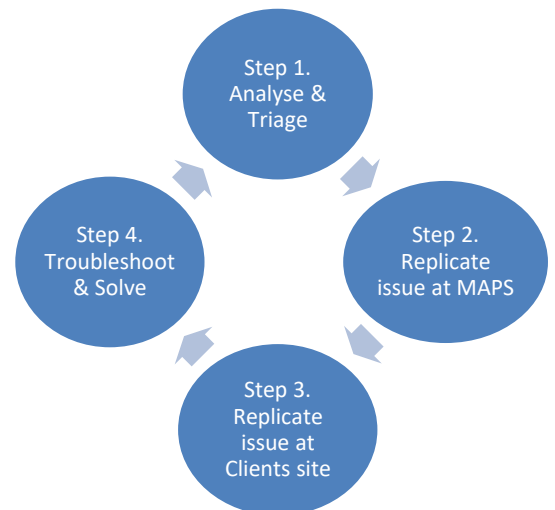 Step 1.
Analyse &
Triage
Step 2.
Replicate
issue at MAPS
Step 3.
Replicate
issue at
Clients site
Step 4.
Troubleshoot
& Solve